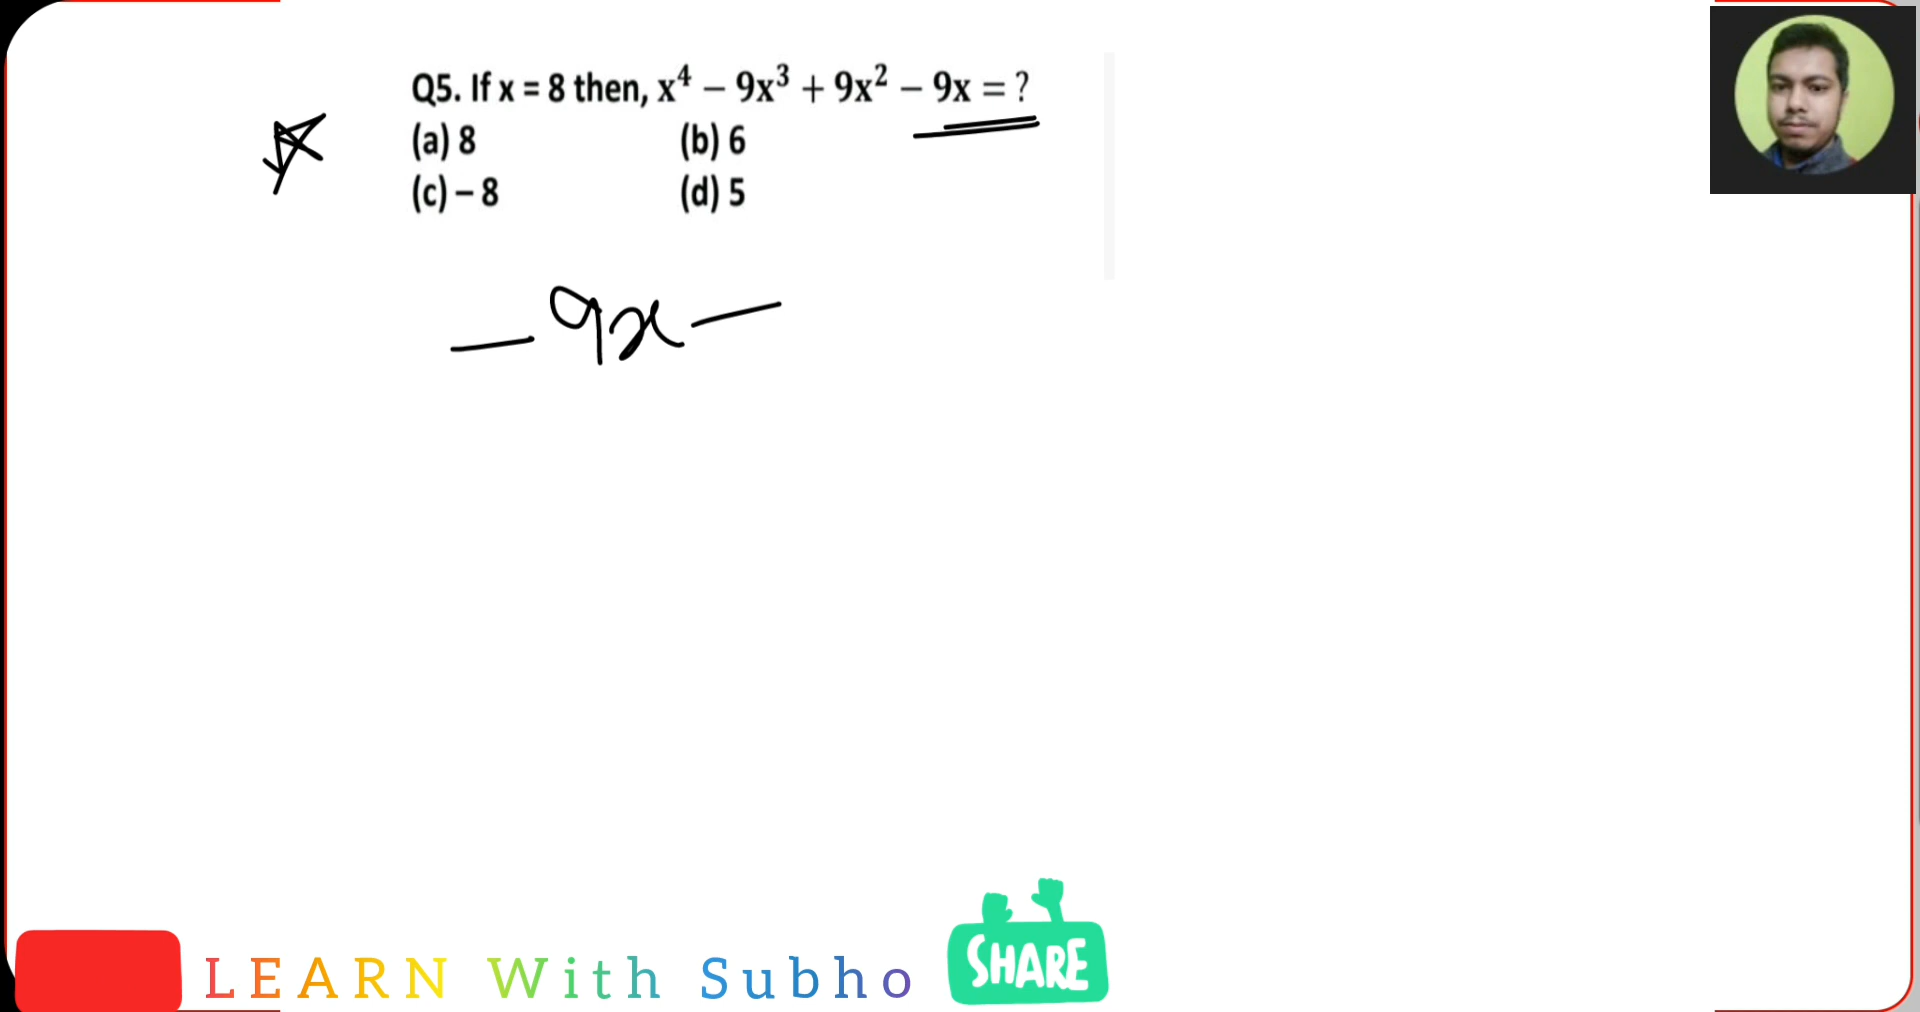 Q5. If x = 8 then, x⁴ – 9x³ + 9x² – 9x = ?
(a) 8 (b) 6
(c) – 8 (d) 5
— 9x —
LEARN With Subho
SHARE